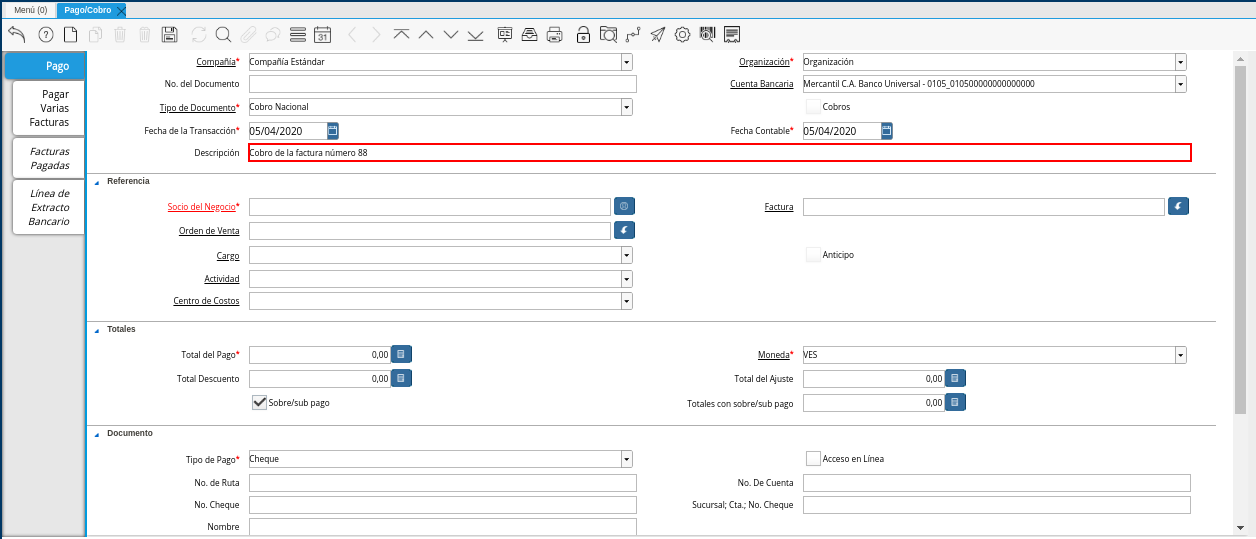 Menú (0) Pago/Cobro
31
Pago
Pagar
Varias
Facturas
Facturas
Pagadas
Línea de
Extracto
Bancario
Compañía* Compañía Estándar Organización* Organización
No. del Documento Cuenta Bancaria Mercantil C.A. Banco Universal - 0105_010500000000000000
Tipo de Documento* Cobro Nacional Cobros
Fecha de la Transacción* 05/04/2020 Fecha Contable* 05/04/2020
Descripción Cobro de la factura número 88
Referencia
Socio del Negocio* Factura
Orden de Venta
Cargo Anticipo
Actividad
Centro de Costos
Totales
Total del Pago* 0,00 Moneda* VES
Total Descuento 0,00 Total del Ajuste 0,00
Sobre/sub pago Totales con sobre/sub pago 0,00
Documento
Tipo de Pago* Cheque Acceso en Línea
No. de Ruta No. De Cuenta
No. Cheque Sucursal; Cta.; No. Cheque
Nombre